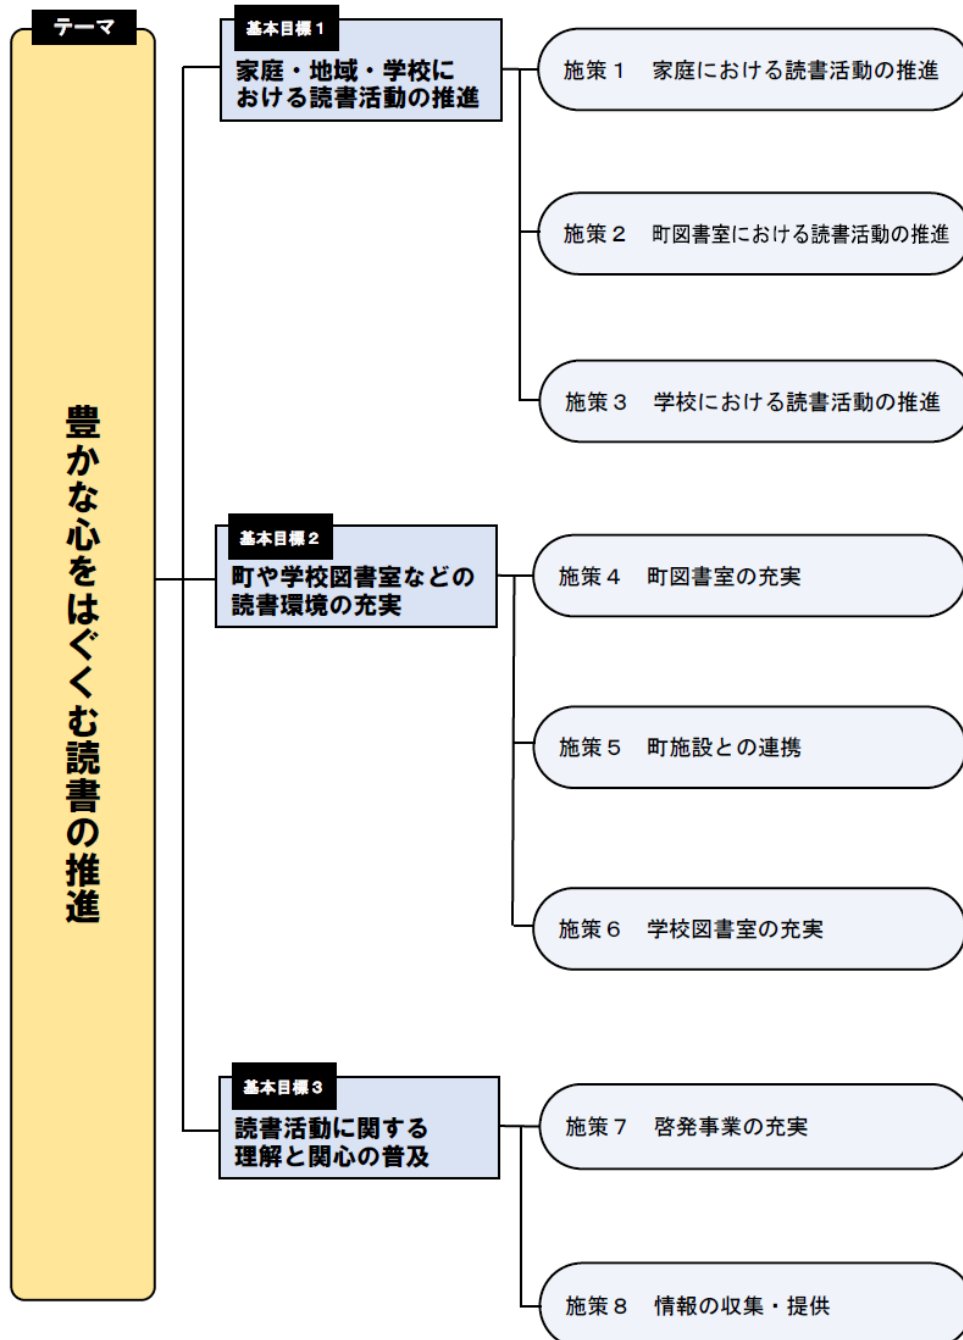 テーマ
豊かな心をはぐくむ読書の推進
基本目標1
家庭・地域・学校に
おける読書活動の推進
施策1 家庭における読書活動の推進
施策2 町図書室における読書活動の推進
施策3 学校における読書活動の推進
基本目標2
町や学校図書室などの
読書環境の充実
施策4 町図書室の充実
施策5 町施設との連携
施策6 学校図書室の充実
基本目標3
読書活動に関する
理解と関心の普及
施策7 啓発事業の充実
施策8 情報の収集・提供